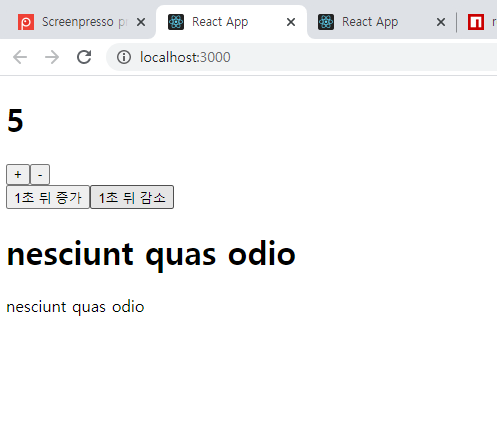 Screenpresso pr
React App
React App
r
localhost:3000
5
+ -
1초 뒤 증가 1초 뒤 감소
nesciunt quas odio
nesciunt quas odio